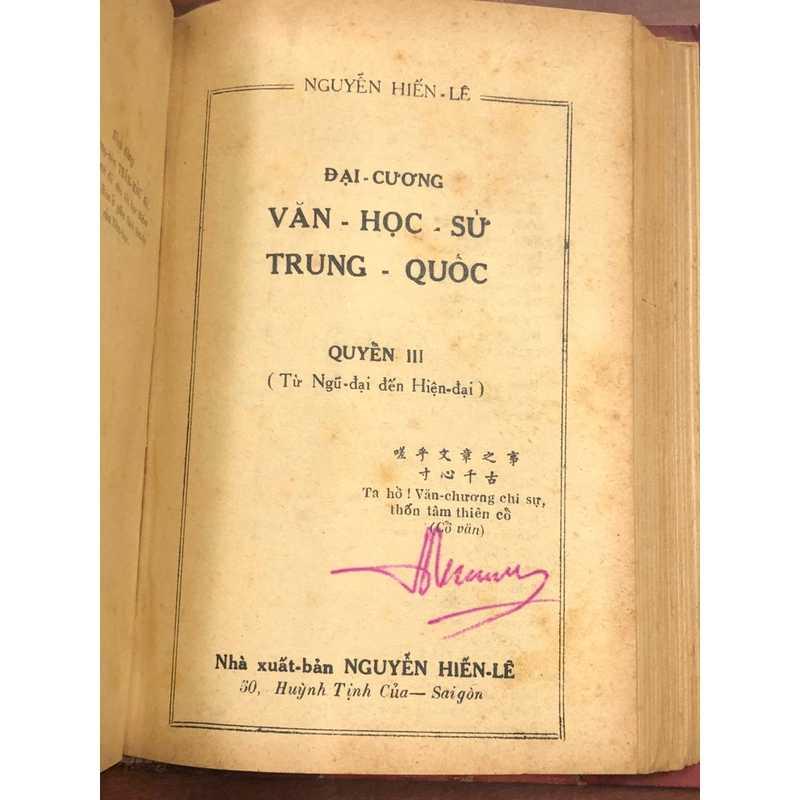 NGUYỄN HIẾN-LÊ
ĐẠI-CƯƠNG
VĂN - HỌC - SỬ
TRUNG - QUỐC
QUYỂN III
( Từ Ngũ-đại đến Hiện-đại )
嗟乎文章之事
寸心千古
Ta hồ ! Văn-chương chi sự,
thốn tâm thiên cổ
(Cổ văn)
Nhà xuất-bản NGUYỄN HIẾN-LÊ
50, Huỳnh Tịnh Của — Saigòn